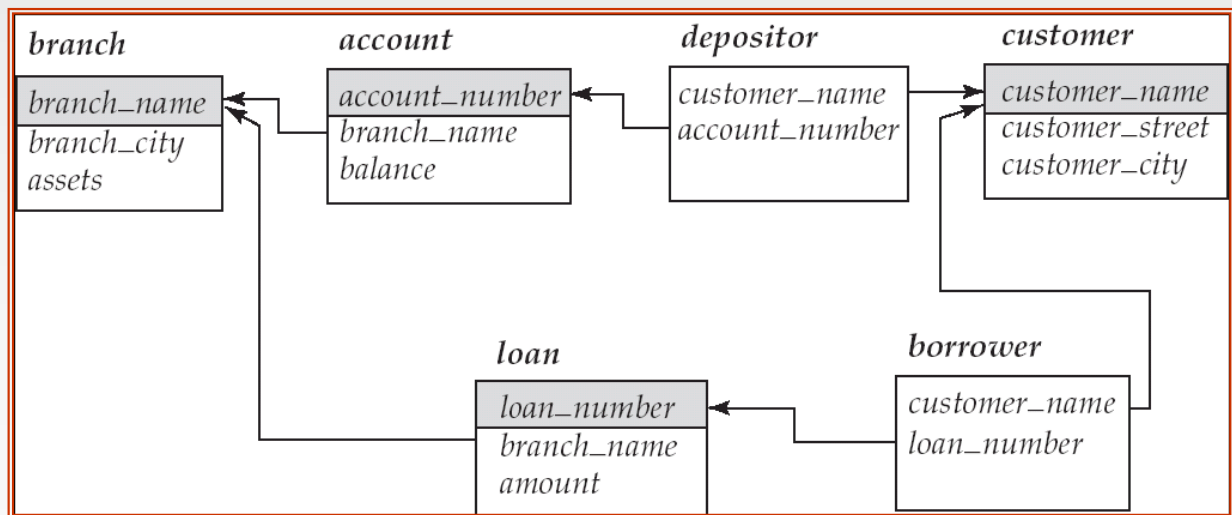 branch
branch_name
branch_city
assets
account
account_number
branch_name
balance
depositor
customer_name
account_number
customer
customer_name
customer_street
customer_city
loan
loan_number
branch_name
amount
borrower
customer_name
loan_number